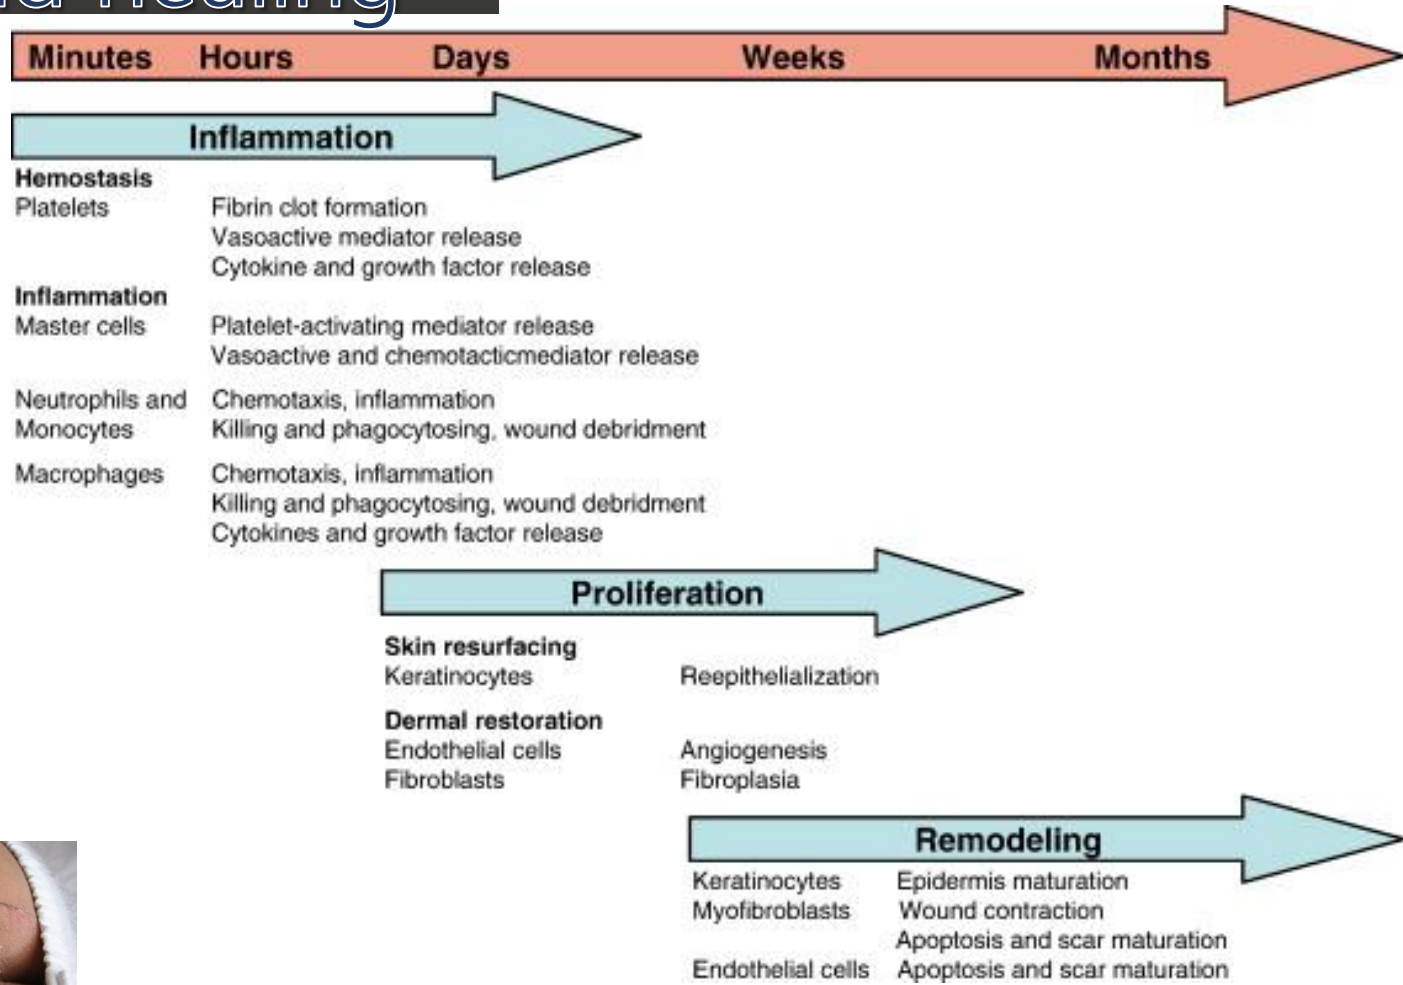 healing
Minutes Hours Days Weeks Months
Inflammation
Hemostasis
Platelets Fibrin clot formation
Vasoactive mediator release
Cytokine and growth factor release
Inflammation
Master cells Platelet-activating mediator release
Vasoactive and chemotacticmediator release
Neutrophils and Chemotaxis, inflammation
Monocytes Killing and phagocytosing, wound debridment
Macrophages Chemotaxis, inflammation
Killing and phagocytosing, wound debridment
Cytokines and growth factor release
Proliferation
Skin resurfacing
Keratinocytes Reepithelialization
Dermal restoration
Endothelial cells Angiogenesis
Fibroblasts Fibroplasia
Remodeling
Keratinocytes Epidermis maturation
Myofibroblasts Wound contraction
Apoptosis and scar maturation
Endothelial cells Apoptosis and scar maturation